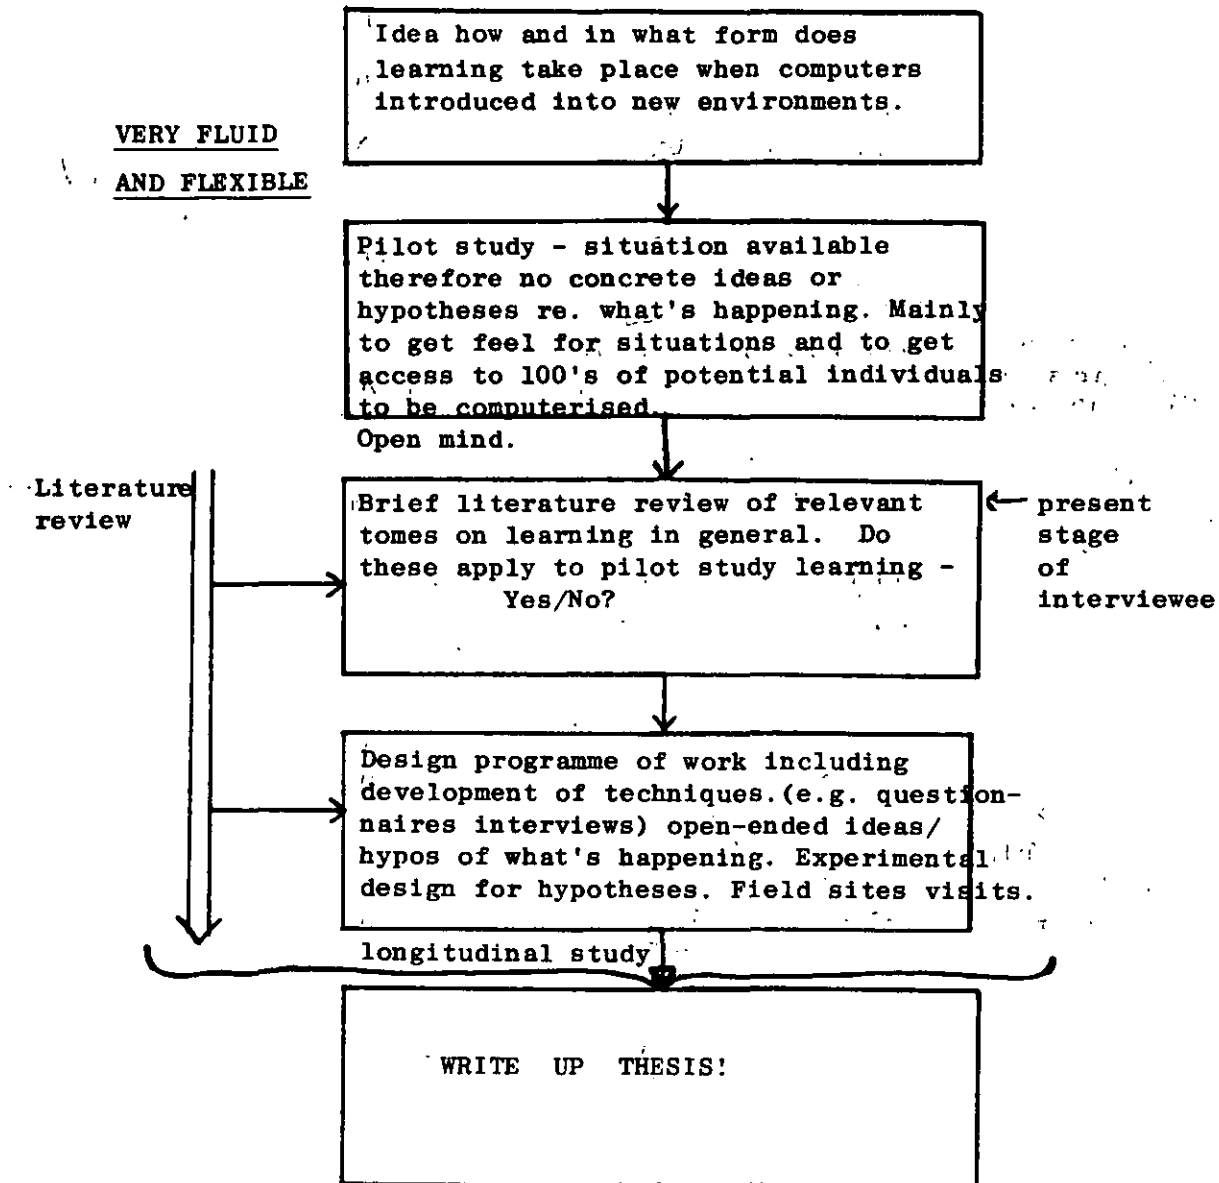 Idea how and in what form does
learning take place when computers
introduced into new environments.
VERY FLUID
AND FLEXIBLE
Pilot study - situation available
therefore no concrete ideas or
hypotheses re. what's happening. Mainly
to get feel for situations and to get
access to 100's of potential individuals
to be computerised.
Open mind.
Literature
review
Brief literature review of relevant
tomes on learning in general. Do
these apply to pilot study learning -
Yes/No?
present
stage
of
interviewee
Design programme of work including
development of techniques.(e.g. question-
naires interviews) open-ended ideas/
hypos of what's happening. Experimental
design for hypotheses. Field sites visits.
longitudinal study
WRITE UP THESIS!